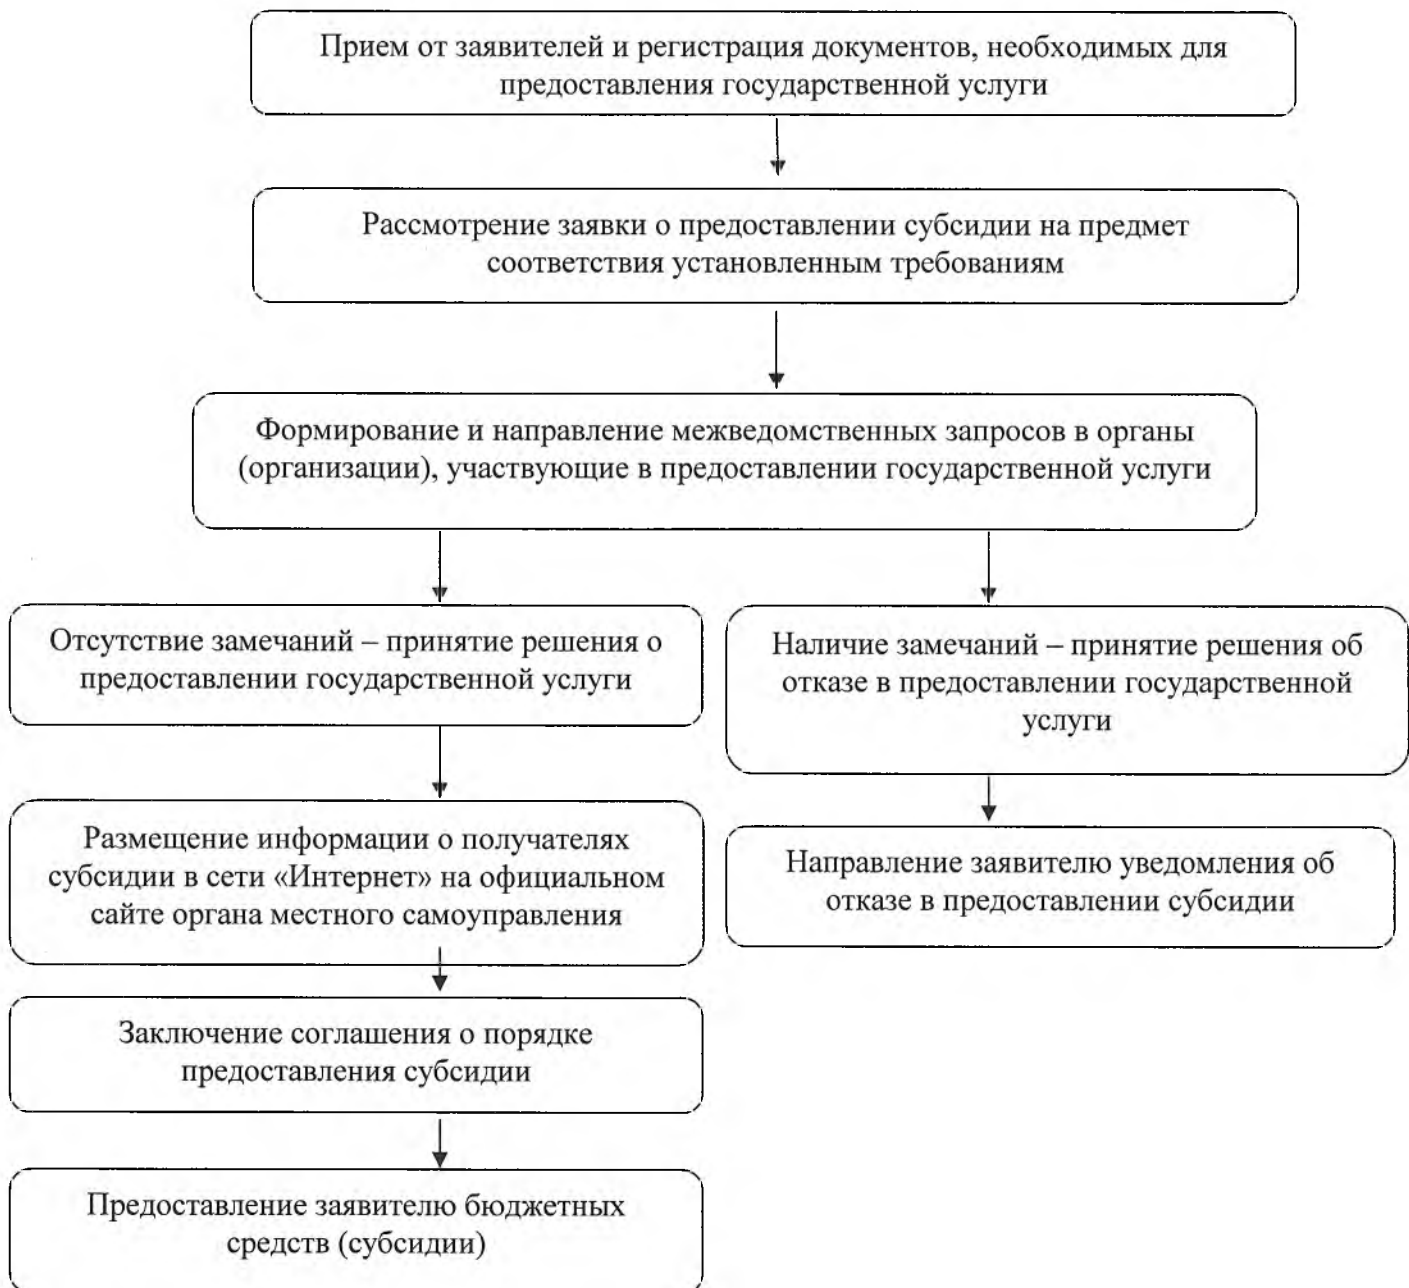 Прием от заявителей и регистрация документов, необходимых для
предоставления государственной услуги
Рассмотрение заявки о предоставлении субсидии на предмет
соответствия установленным требованиям
Формирование и направление межведомственных запросов в органы
(организации), участвующие в предоставлении государственной услуги
Отсутствие замечаний – принятие решения о
предоставлении государственной услуги
Наличие замечаний – принятие решения об
отказе в предоставлении государственной
услуги
Размещение информации о получателях
субсидии в сети «Интернет» на официальном
сайте органа местного самоуправления
Направление заявителю уведомления об
отказе в предоставлении субсидии
Заключение соглашения о порядке
предоставления субсидии
Предоставление заявителю бюджетных
средств (субсидии)